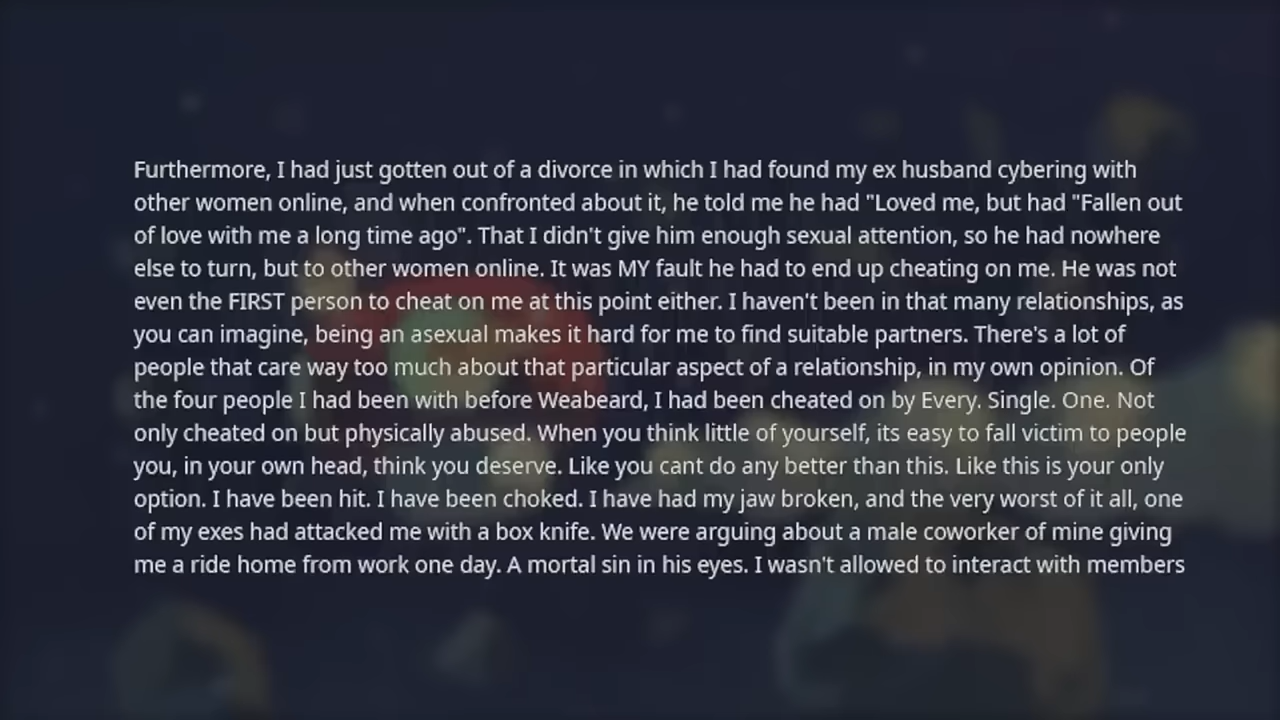 Furthermore, I had just gotten out of a divorce in which I had found my ex husband cybering with
other women online, and when confronted about it, he told me he had "Loved me, but had "Fallen out
of love with me a long time ago". That I didn't give him enough sexual attention, so he had nowhere
else to turn, but to other women online. It was MY fault he had to end up cheating on me. He was not
even the FIRST person to cheat on me at this point either. I haven't been in that many relationships, as
you can imagine, being an asexual makes it hard for me to find suitable partners. There's a lot of
people that care way too much about that particular aspect of a relationship, in my own opinion. Of
the four people I had been with before Weabeard, I had been cheated on by Every. Single. One. Not
only cheated on but physically abused. When you think little of yourself, its easy to fall victim to people
you, in your own head, think you deserve. Like you cant do any better than this. Like this is your only
option. I have been hit. I have been choked. I have had my jaw broken, and the very worst of it all, one
of my exes had attacked me with a box knife. We were arguing about a male coworker of mine giving
me a ride home from work one day. A mortal sin in his eyes. I wasn't allowed to interact with members